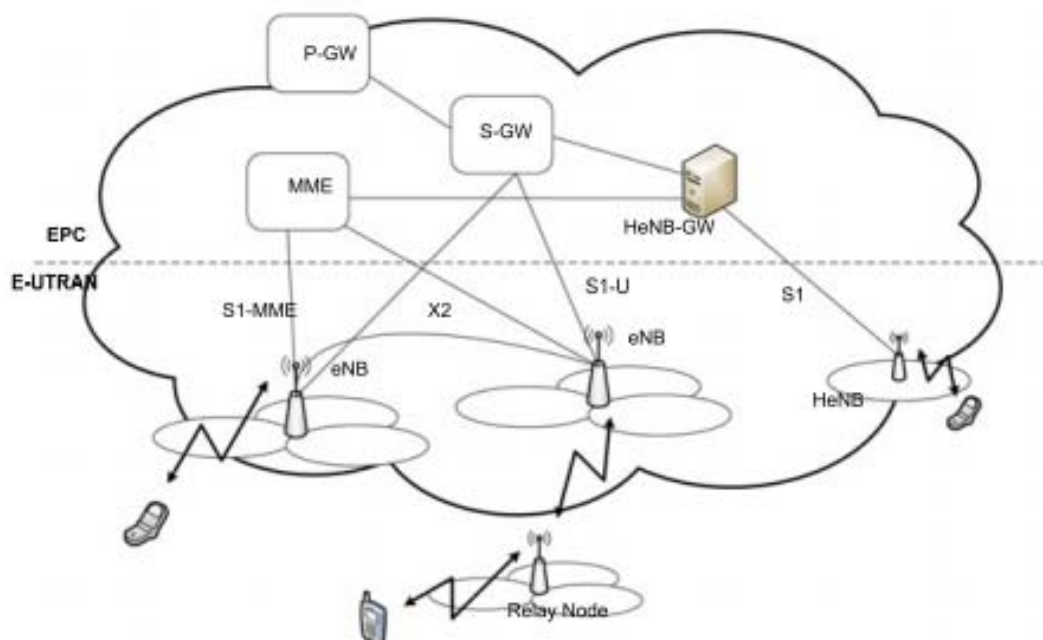 P-GW
S-GW
MME
HeNB-GW
EPC
E-UTRAN
S1-MME
X2
S1-U
S1
eNB
eNB
HeNB
Relay Node